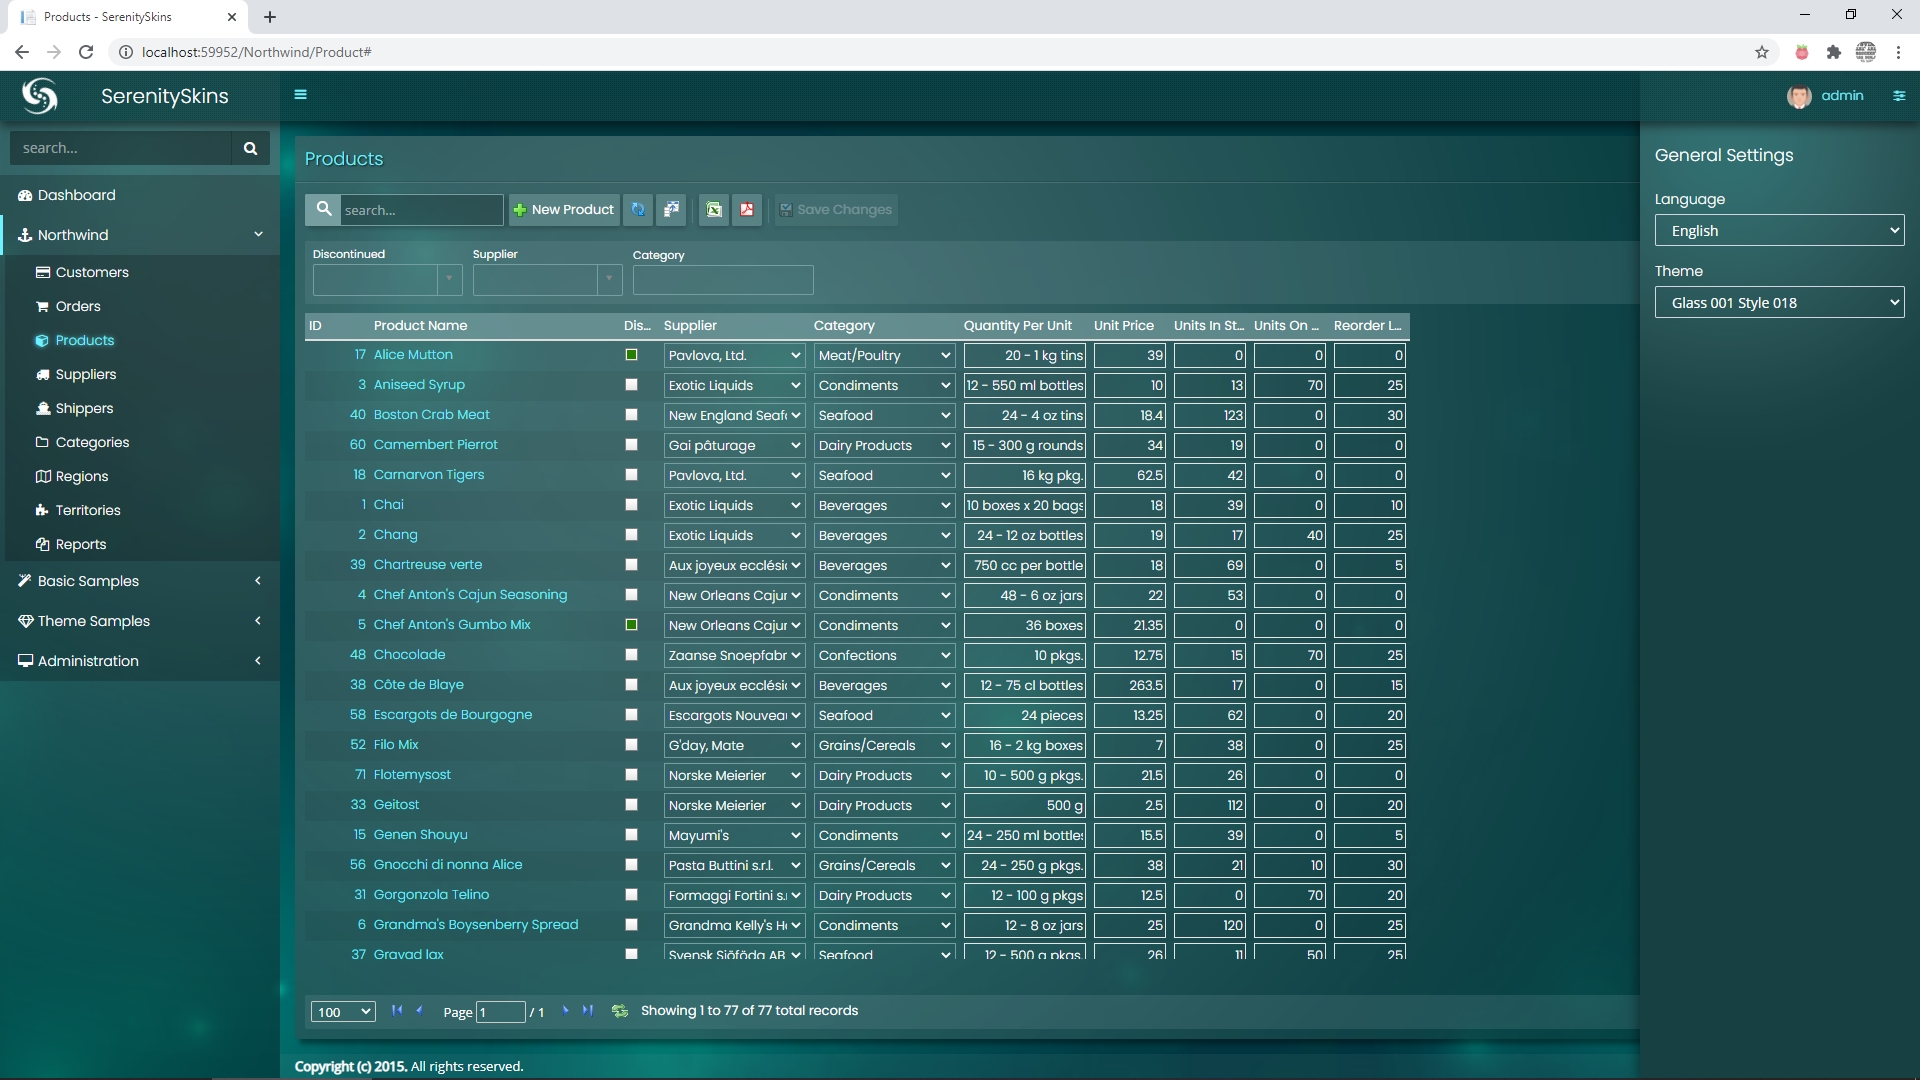 Products - SerenitySkins
localhost:59952/Northwind/Product#
SerenitySkins
admin
search...
Dashboard
Northwind
Customers
Orders
Products
Suppliers
Shippers
Categories
Regions
Territories
Reports
Basic Samples
Theme Samples
Administration
Products
search... New Product Save Changes
Discontinued Supplier Category
ID Product Name Dis... Supplier Category Quantity Per Unit Unit Price Units In St... Units On ... Reorder L...
17 Alice Mutton Pavlova, Ltd. Meat/Poultry 20 - 1 kg tins 39 0 0 0
3 Aniseed Syrup Exotic Liquids Condiments 12 - 550 ml bottles 10 13 70 25
40 Boston Crab Meat New England Seaf Seafood 24 - 4 oz tins 18.4 123 0 30
60 Camembert Pierrot Gai pâturage Dairy Products 15 - 300 g rounds 34 19 0 0
18 Carnarvon Tigers Pavlova, Ltd. Seafood 16 kg pkg. 62.5 42 0 0
1 Chai Exotic Liquids Beverages 10 boxes x 20 bags 18 39 0 10
2 Chang Exotic Liquids Beverages 24 - 12 oz bottles 19 17 40 25
39 Chartreuse verte Aux joyeux ecclési Beverages 750 cc per bottle 18 69 0 5
4 Chef Anton's Cajun Seasoning New Orleans Cajur Condiments 48 - 6 oz jars 22 53 0 0
5 Chef Anton's Gumbo Mix New Orleans Cajur Condiments 36 boxes 21.35 0 0 0
48 Chocolade Zaanse Snoepfabr Confections 10 pkgs. 12.75 15 70 25
38 Côte de Blaye Aux joyeux ecclési Beverages 12 - 75 cl bottles 263.5 17 0 15
58 Escargots de Bourgogne Escargots Nouveau Seafood 24 pieces 13.25 62 0 20
52 Filo Mix G'day, Mate Grains/Cereals 16 - 2 kg boxes 7 38 0 25
71 Flotemysost Norske Meierier Dairy Products 10 - 500 g pkgs. 21.5 26 0 0
33 Geitost Norske Meierier Dairy Products 500 g 2.5 112 0 20
15 Genen Shouyu Mayumi's Condiments 24 - 250 ml bottles 15.5 39 0 5
56 Gnocchi di nonna Alice Pasta Buttini s.r.l. Grains/Cereals 24 - 250 g pkgs. 38 21 10 30
31 Gorgonzola Telino Formaggi Fortini s. Dairy Products 12 - 100 g pkgs 12.5 0 70 20
6 Grandma's Boysenberry Spread Grandma Kelly's H Condiments 12 - 8 oz jars 25 120 0 25
37 Gravad lax Svensk Sjöföda AB Seafood 12 - 500 g pkgs. 26 11 50 25
100 Page 1 / 1 Showing 1 to 77 of 77 total records
Copyright (c) 2015. All rights reserved.
General Settings
Language
English
Theme
Glass 001 Style 018